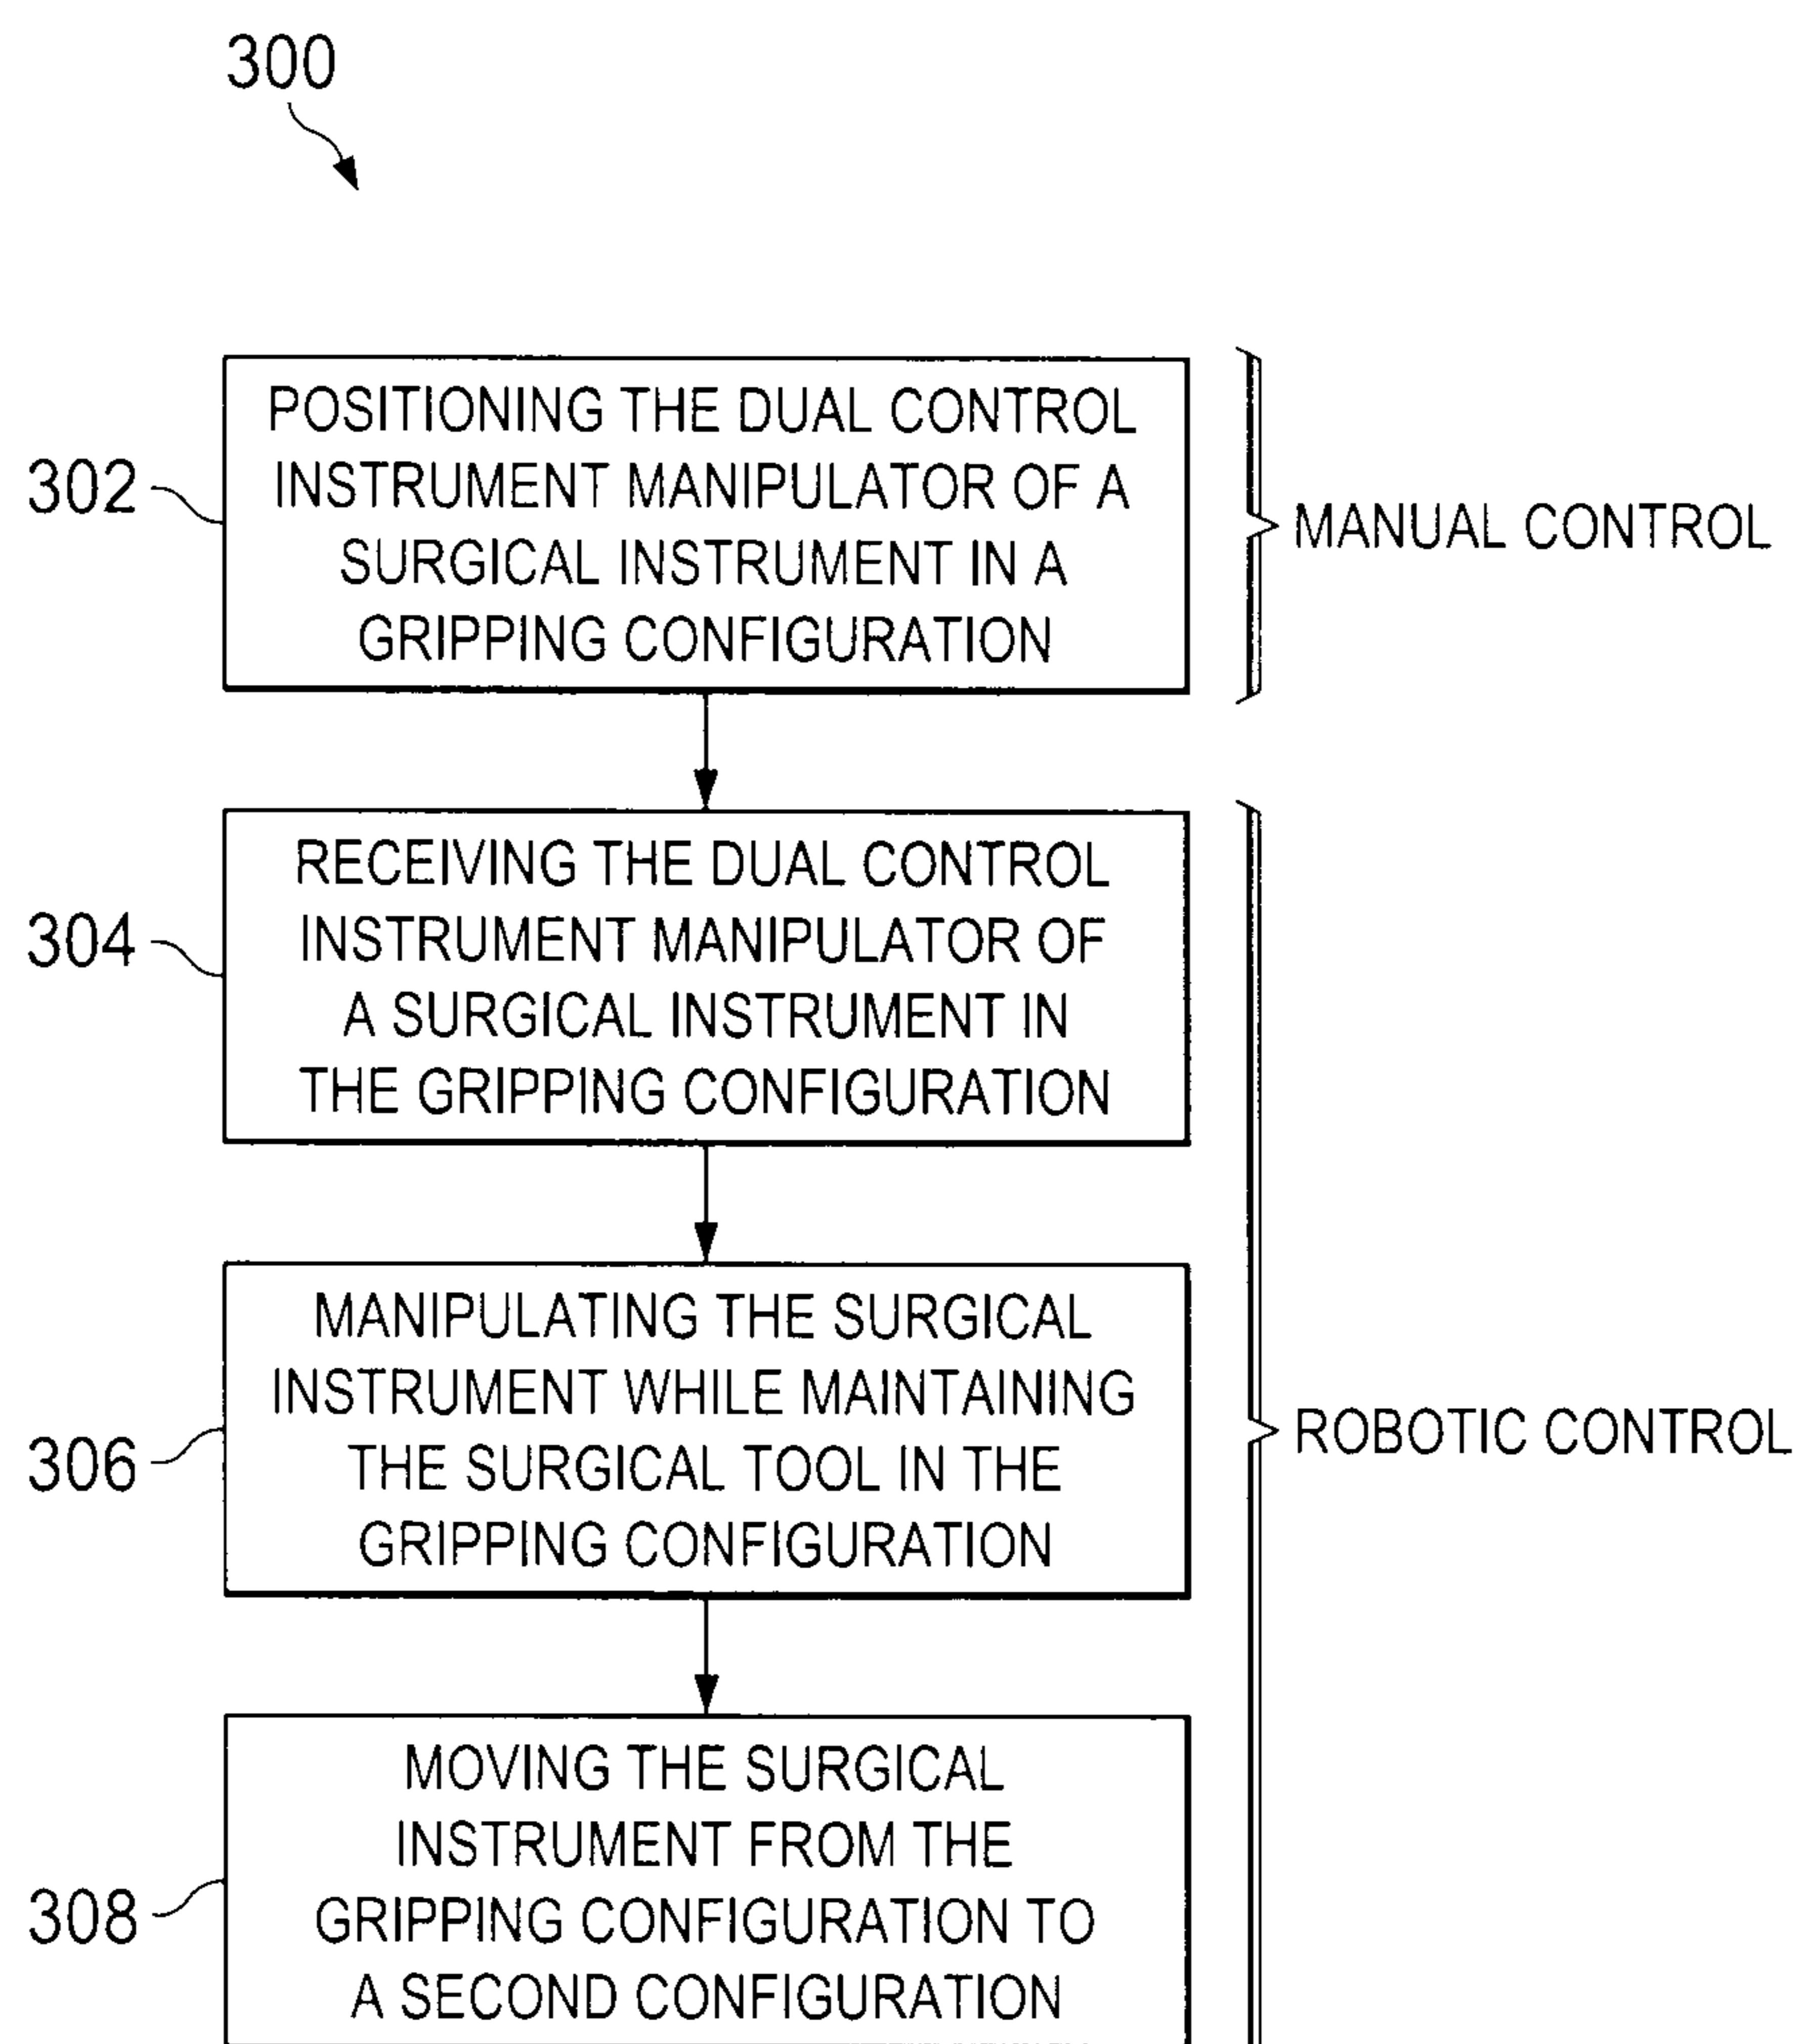 300
302
POSITIONING THE DUAL CONTROL
INSTRUMENT MANIPULATOR OF A
SURGICAL INSTRUMENT IN A
GRIPPING CONFIGURATION
MANUAL CONTROL
304
RECEIVING THE DUAL CONTROL
INSTRUMENT MANIPULATOR OF
A SURGICAL INSTRUMENT IN
THE GRIPPING CONFIGURATION
306
MANIPULATING THE SURGICAL
INSTRUMENT WHILE MAINTAINING
THE SURGICAL TOOL IN THE
GRIPPING CONFIGURATION
ROBOTIC CONTROL
308
MOVING THE SURGICAL
INSTRUMENT FROM THE
GRIPPING CONFIGURATION TO
A SECOND CONFIGURATION